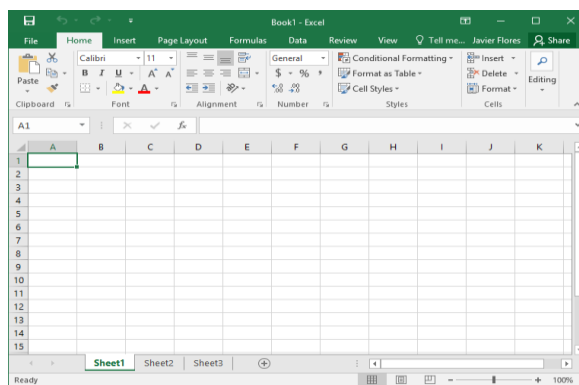 Book1 - Excel
File Home Insert Page Layout Formulas Data Review View Tell me... Javier Flores Share
Paste
Calibri 11
B I U A A
A
General
$ % ,
Conditional Formatting
Format as Table
Cell Styles
Insert
Delete
Format
Editing
Clipboard Font Alignment Number Styles Cells
A1 fx
A B C D E F G H I J K
1
2
3
4
5
6
7
8
9
10
11
12
13
14
15
Sheet1 Sheet2 Sheet3
Ready 100%